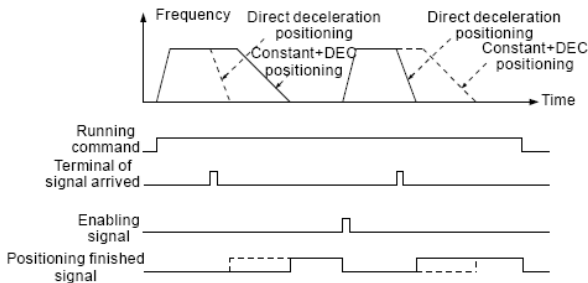 Frequency
Direct deceleration
positioning
Constant+DEC
positioning
Direct deceleration
positioning
Constant+DEC
positioning
Time
Running
command
Terminal of
signal arrived
Enabling
signal
Positioning finished
signal